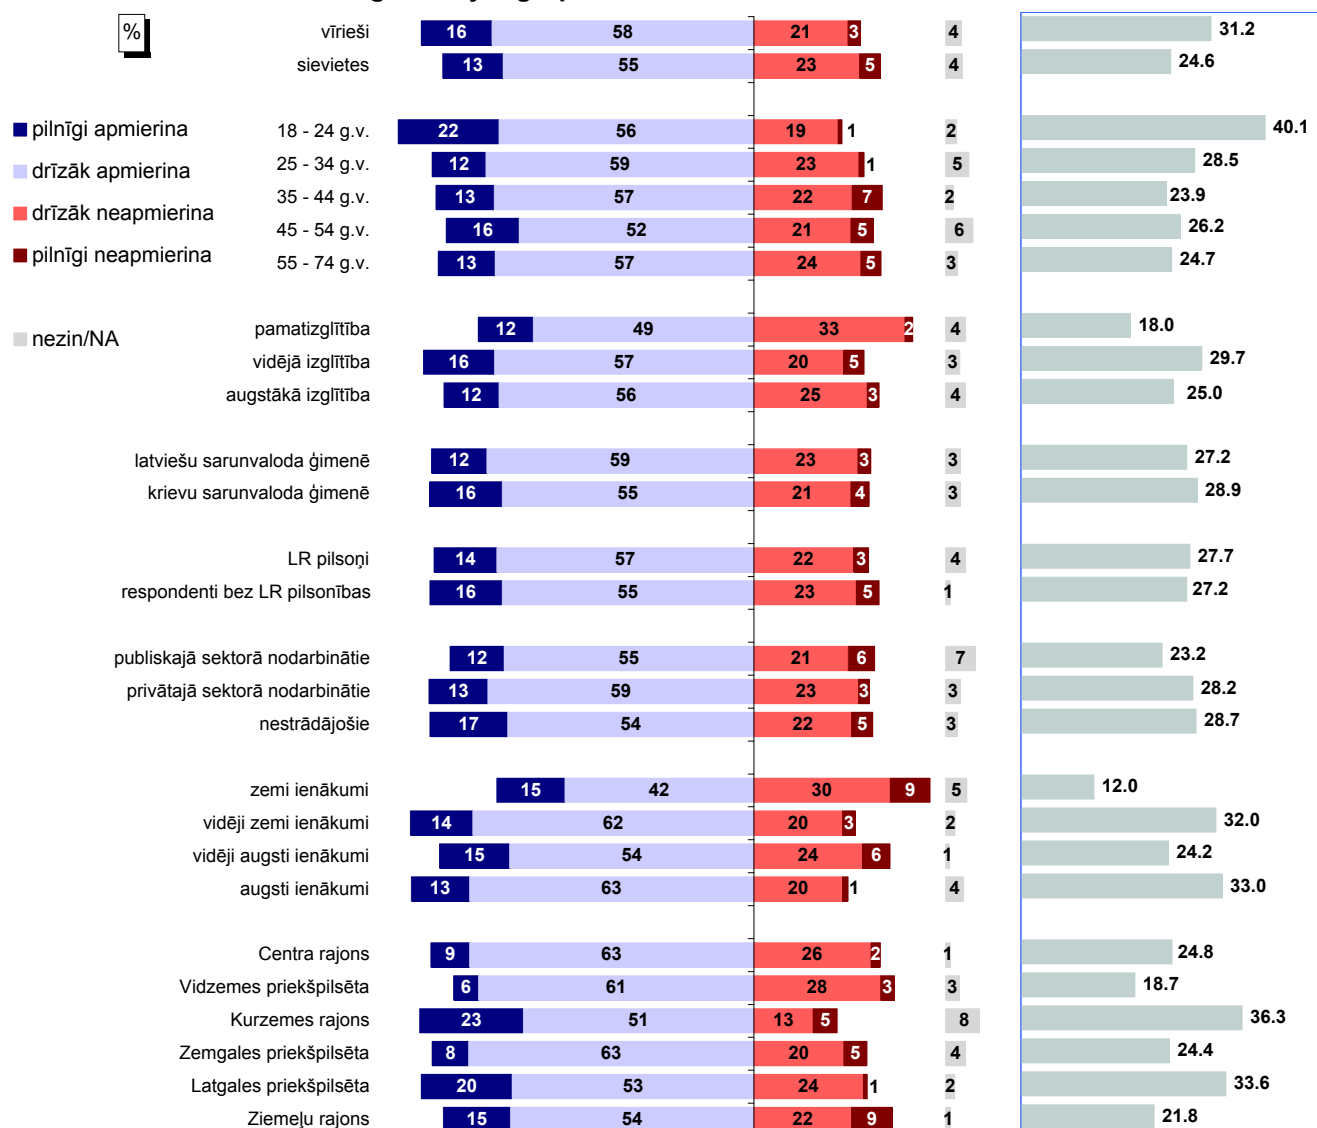 %
vīrieši 16 58 21 3 4 31.2
sievietes 13 55 23 5 4 24.6
pilnīgi apmierina
drīzāk apmierina
drīzāk neapmierina
pilnīgi neapmierina
nezin/NA
18 - 24 g.v. 22 56 19 1 2 40.1
25 - 34 g.v. 12 59 23 1 5 28.5
35 - 44 g.v. 13 57 22 7 2 23.9
45 - 54 g.v. 16 52 21 5 6 26.2
55 - 74 g.v. 13 57 24 5 3 24.7
pamatizglītība 12 49 33 2 4 18.0
vidējā izglītība 16 57 20 5 3 29.7
augstākā izglītība 12 56 25 3 4 25.0
latviešu sarunvaloda ģimenē 12 59 23 3 3 27.2
krievu sarunvaloda ģimenē 16 55 21 4 3 28.9
LR pilsoņi 14 57 22 3 4 27.7
respondenti bez LR pilsonības 16 55 23 5 1 27.2
publiskajā sektorā nodarbinātie 12 55 21 6 7 23.2
privātajā sektorā nodarbinātie 13 59 23 3 3 28.2
nestrādājošie 17 54 22 5 3 28.7
zemi ienākumi 15 42 30 9 5 12.0
vidēji zemi ienākumi 14 62 20 3 2 32.0
vidēji augsti ienākumi 15 54 24 6 1 24.2
augsti ienākumi 13 63 20 1 4 33.0
Centra rajons 9 63 26 2 1 24.8
Vidzemes priekšpilsēta 6 61 28 3 3 18.7
Kurzemes rajons 23 51 13 5 8 36.3
Zemgales priekšpilsēta 8 63 20 5 4 24.4
Latgales priekšpilsēta 20 53 24 1 2 33.6
Ziemeļu rajons 15 54 22 9 1 21.8